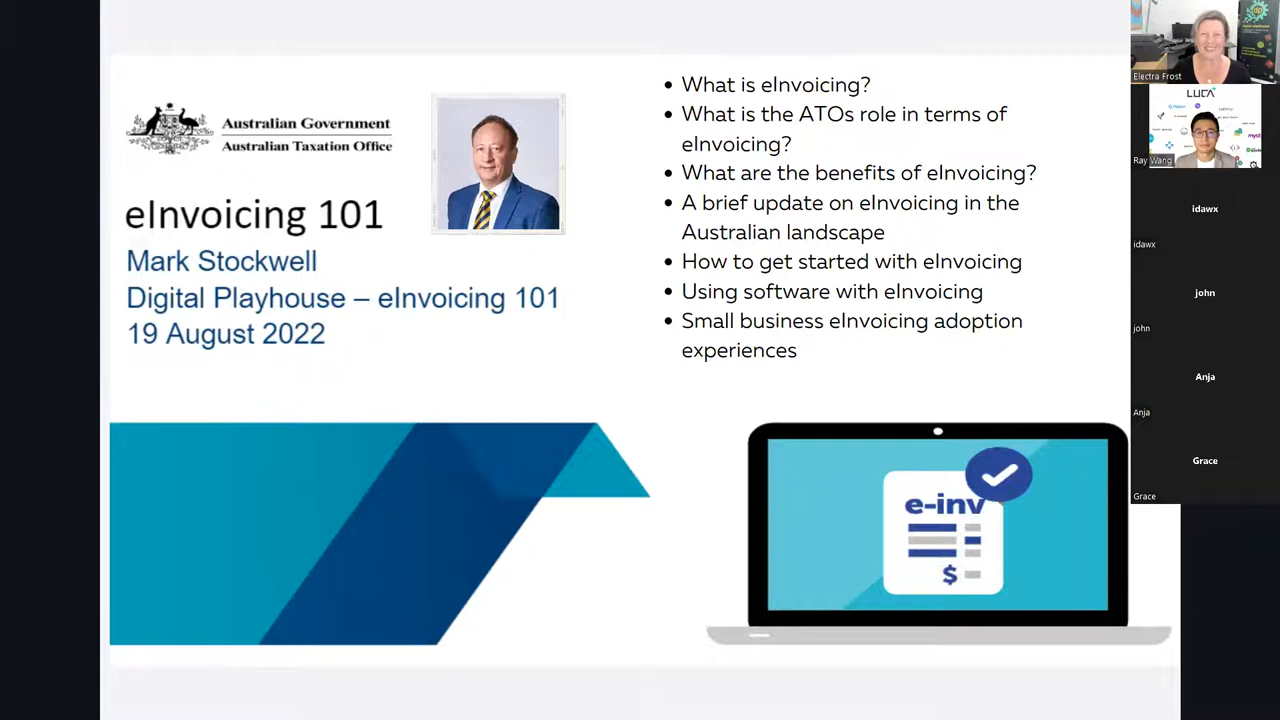 Australian Government
Australian Taxation Office
eInvoicing 101
Mark Stockwell
Digital Playhouse – eInvoicing 101
19 August 2022
• What is eInvoicing?
• What is the ATOs role in terms of
eInvoicing?
• What are the benefits of eInvoicing?
• A brief update on eInvoicing in the
Australian landscape
• How to get started with eInvoicing
• Using software with eInvoicing
• Small business eInvoicing adoption
experiences
e-inv
$
Electra Frost
LUCA
Ray Wang
idawx
idawx
john
john
Anja
Anja
Grace
Grace